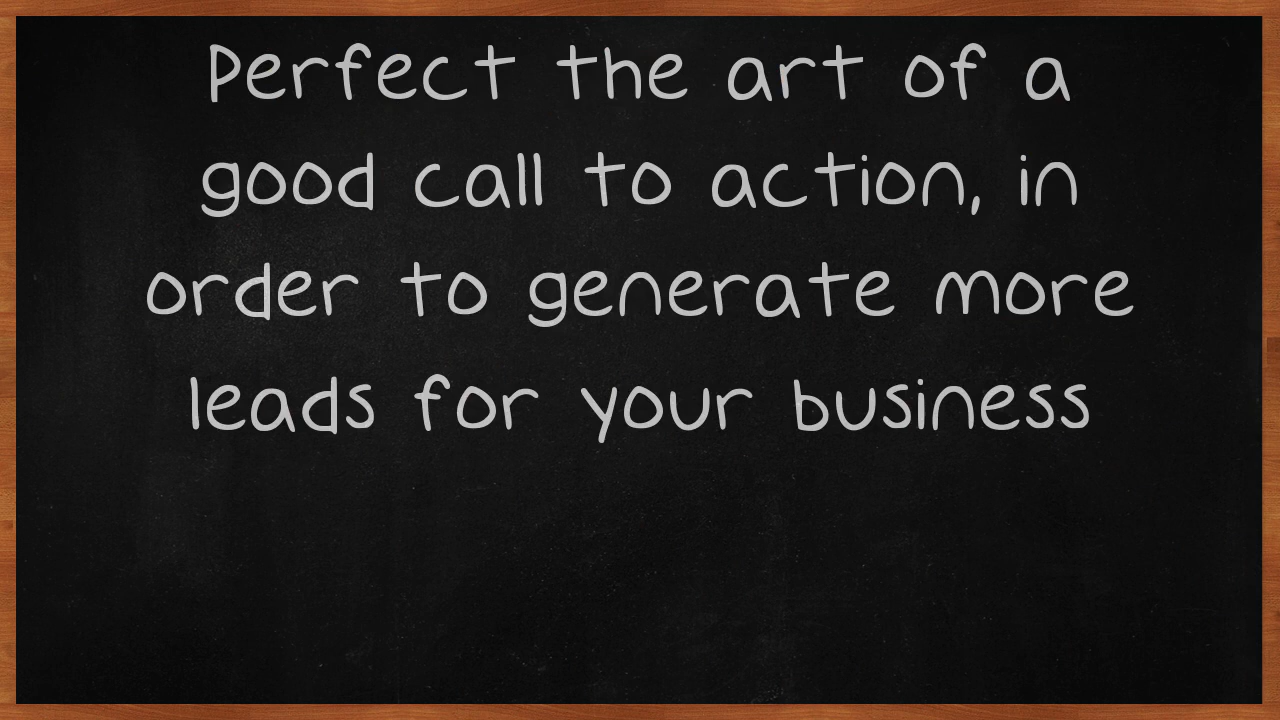 Perfect the art of a
good call to action, in
order to generate more
leads for your business